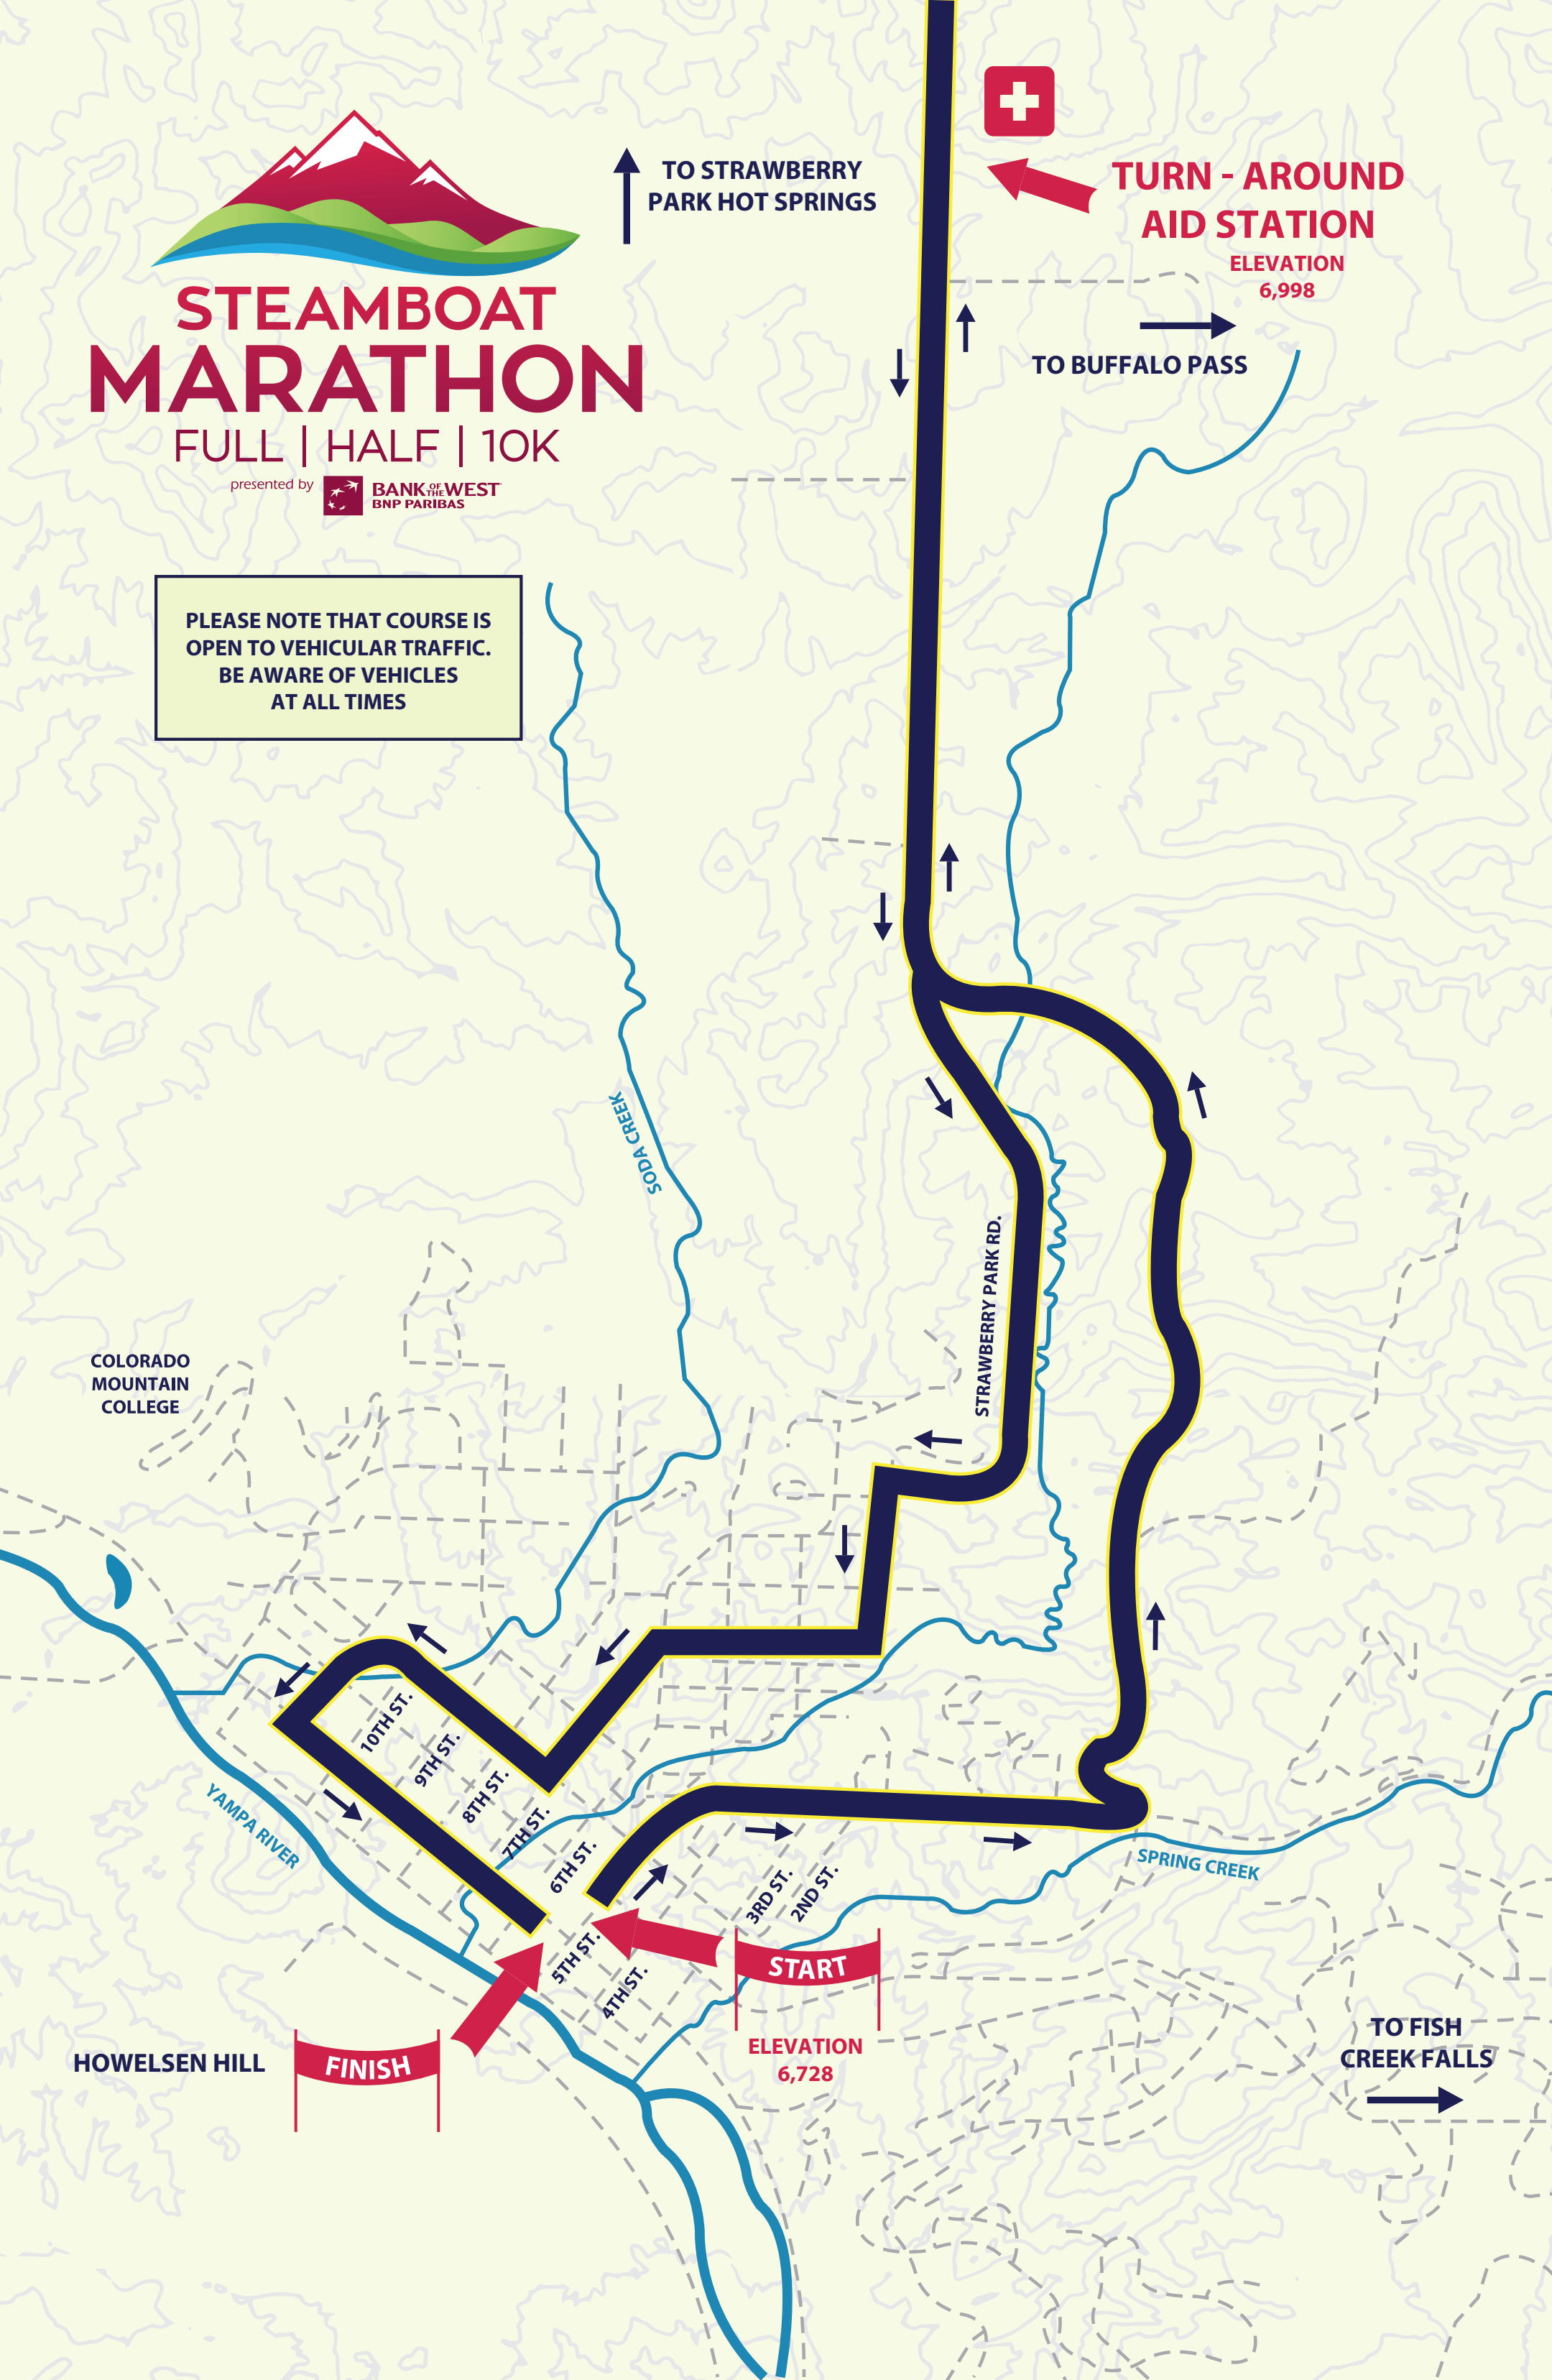 TO STRAWBERRY
PARK HOT SPRINGS
TURN - AROUND
AID STATION
ELEVATION
6,998
TO BUFFALO PASS
STEAMBOAT
MARATHON
FULL | HALF | 10K
presented by
BANK OF THE WEST
BNP PARIBAS
PLEASE NOTE THAT COURSE IS
OPEN TO VEHICULAR TRAFFIC.
BE AWARE OF VEHICLES
AT ALL TIMES
SODA CREEK
STRAWBERRY PARK RD.
COLORADO
MOUNTAIN
COLLEGE
10TH ST.
9TH ST.
8TH ST.
7TH ST.
6TH ST.
5TH ST.
4TH ST.
3RD ST.
2ND ST.
YAMPA RIVER
SPRING CREEK
START
ELEVATION
6,728
HOWELSEN HILL
FINISH
TO FISH
CREEK FALLS